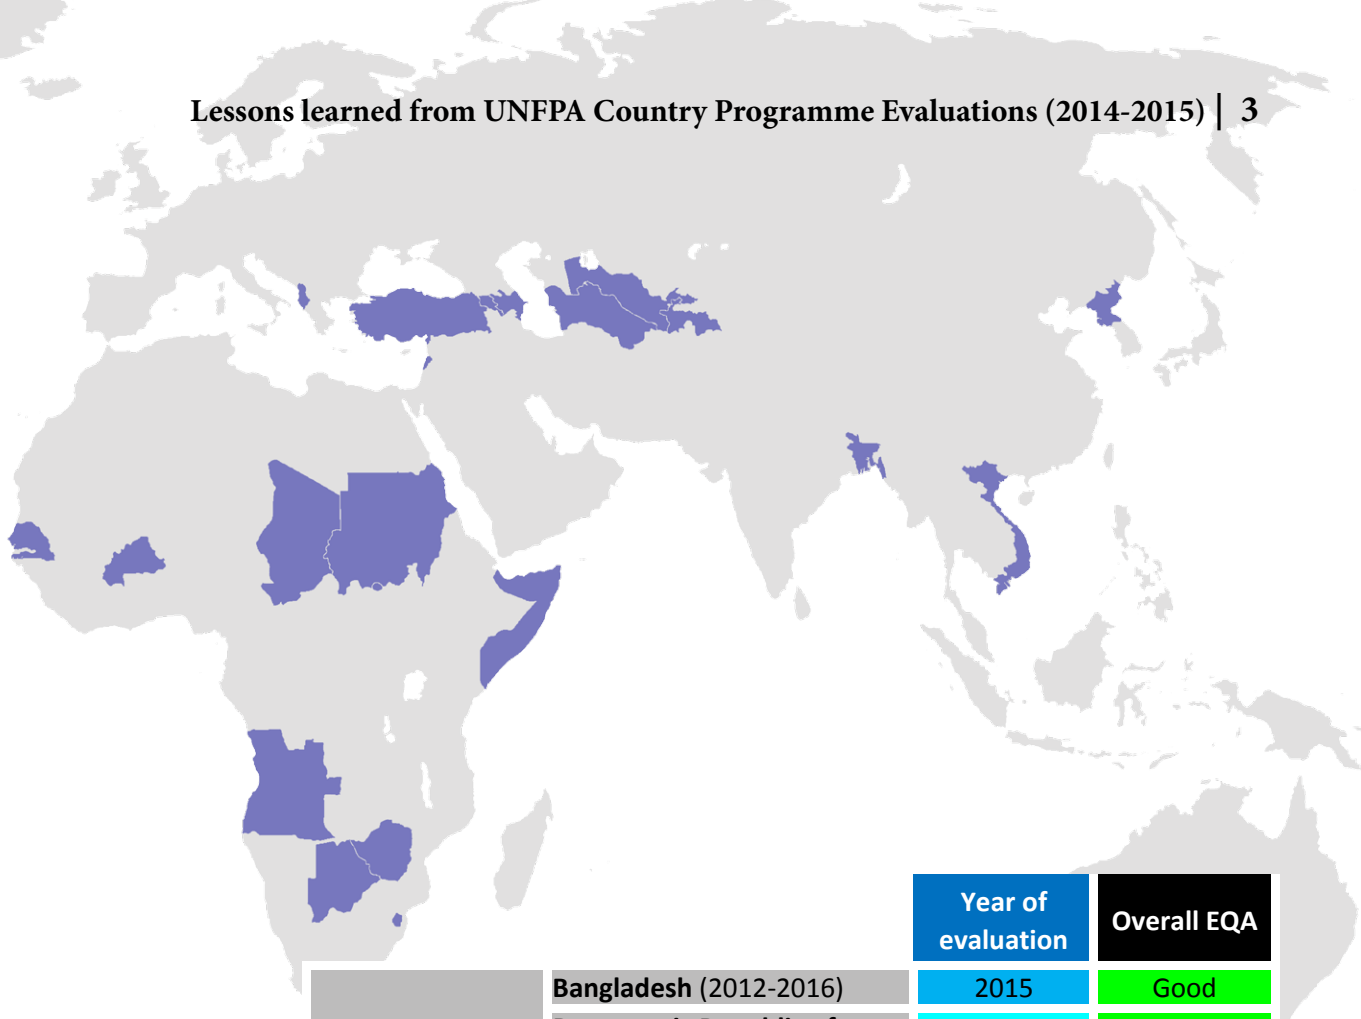 Lessons learned from UNFPA Country Programme Evaluations (2014-2015) | 3
Year of
evaluation
Overall EQA
Bangladesh (2012-2016) 2015 Good